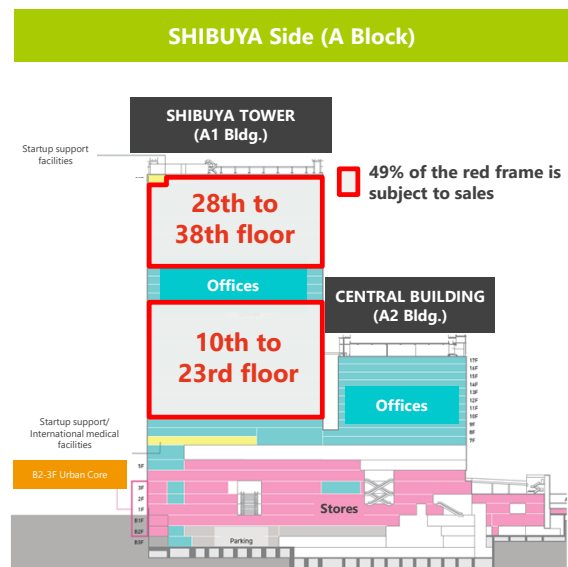 SHIBUYA Side (A Block)
SHIBUYA TOWER
(A1 Bldg.)
Startup support
facilities
49% of the red frame is
subject to sales
28th to
38th floor
Offices
CENTRAL BUILDING
(A2 Bldg.)
10th to
23rd floor
17F
16F
15F
14F
13F
12F
11F
10F
9F
8F
7F
Offices
Startup support/
International medical
facilities
B2-3F Urban Core
5F
3F
2F
1F
B1F
B2F
B3F
Stores
Parking